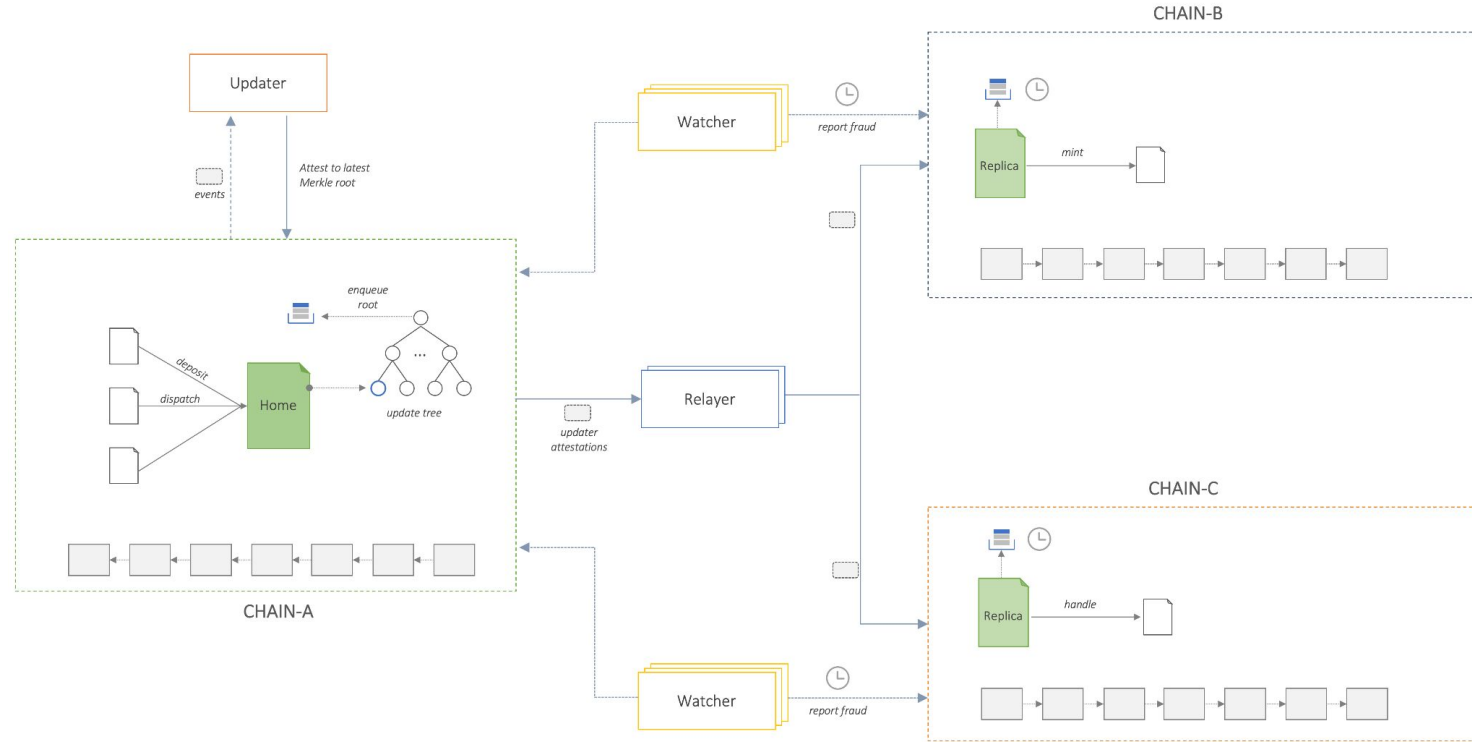 CHAIN-B
Updater
Watcher
report fraud
Attest to latest
Merkle root
events
Replica
mint
enqueue
root
...
deposit
dispatch
Home
update tree
Relayer
updater
attestations
CHAIN-A
CHAIN-C
Replica
handle
Watcher
report fraud